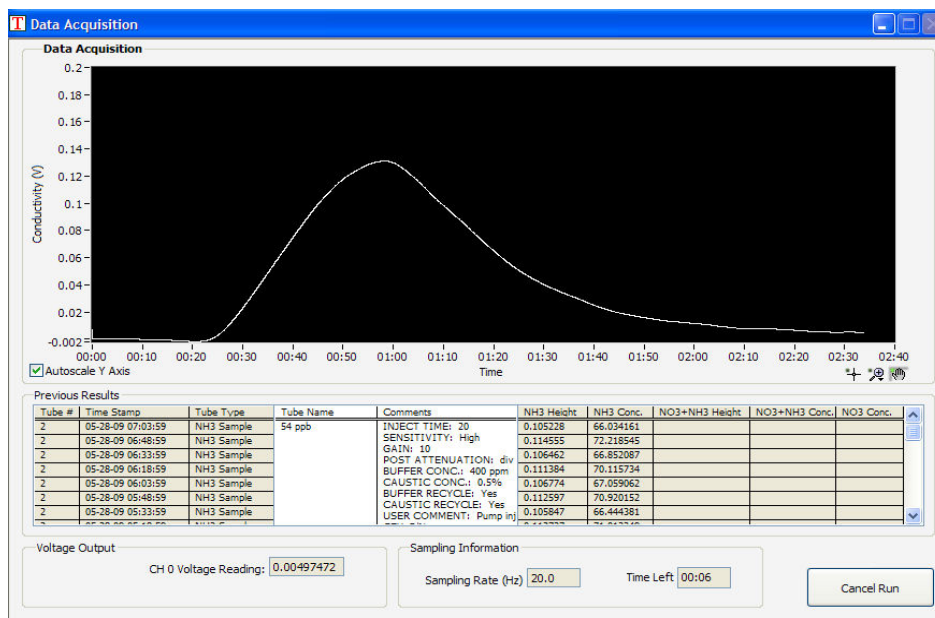 T Data Acquisition
Data Acquisition
0.2
0.18
0.16
0.14
0.12
0.1
0.08
0.06
0.04
0.02
-0.002
Conductivity (V)
00:00 00:10 00:20 00:30 00:40 00:50 01:00 01:10 01:20 01:30 01:40 01:50 02:00 02:10 02:20 02:30 02:40
Autoscale Y Axis
Time
Previous Results
Tube # Time Stamp Tube Type Tube Name Comments NH3 Height NH3 Conc. NO3+NH3 Height NO3+NH3 Conc. NO3 Conc.
2 05-28-09 07:03:59 NH3 Sample 54 ppb INJECT TIME: 20 0.105228 66.034161
2 05-28-09 06:48:59 NH3 Sample SENSITIVITY: High 0.114555 72.218545
2 05-28-09 06:33:59 NH3 Sample GAIN: 10 0.106462 66.852087
2 05-28-09 06:18:59 NH3 Sample POST ATTENUATION: div 0.111384 70.115734
2 05-28-09 06:03:59 NH3 Sample BUFFER CONC.: 400 ppm 0.106774 67.059062
2 05-28-09 05:48:59 NH3 Sample CAUSTIC CONC.: 0.5% 0.112597 70.920152
2 05-28-09 05:33:59 NH3 Sample BUFFER RECYCLE: Yes 0.105847 66.444381
CAUSTIC RECYCLE: Yes
USER COMMENT: Pump inj
Voltage Output
CH 0 Voltage Reading: 0.00497472
Sampling Information
Sampling Rate (Hz) 20.0
Time Left 00:06
Cancel Run